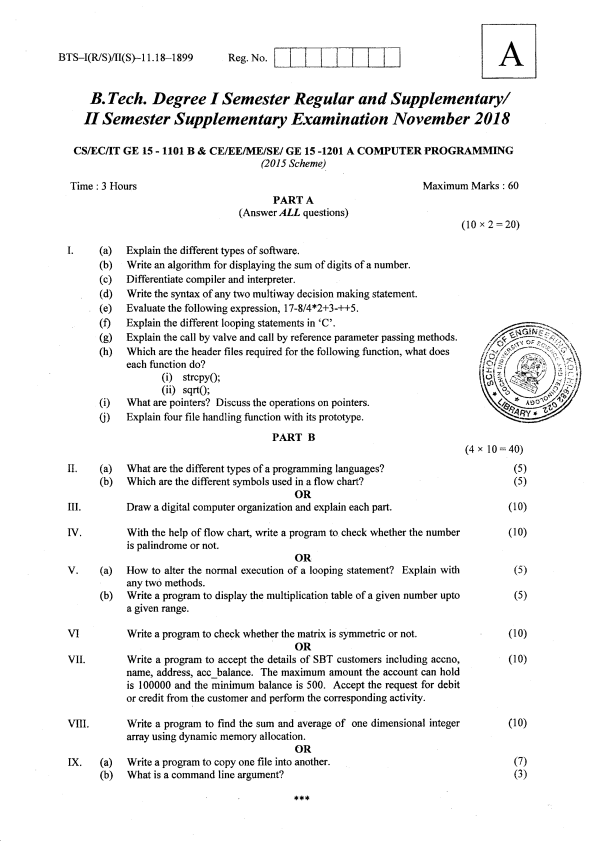 BTS–I(R/S)/II(S)–11.18–1899 Reg. No.
A
B.Tech. Degree I Semester Regular and Supplementary/
II Semester Supplementary Examination November 2018
CS/EC/IT GE 15 - 1101 B & CE/EE/ME/SE/ GE 15 -1201 A COMPUTER PROGRAMMING
(2015 Scheme)
Time : 3 Hours Maximum Marks : 60
PART A
(Answer ALL questions)
(10 × 2 = 20)
I. (a) Explain the different types of software.
(b) Write an algorithm for displaying the sum of digits of a number.
(c) Differentiate compiler and interpreter.
(d) Write the syntax of any two multiway decision making statement.
(e) Evaluate the following expression, 17-8/4*2+3-++5.
(f) Explain the different looping statements in ‘C’.
(g) Explain the call by valve and call by reference parameter passing methods.
(h) Which are the header files required for the following function, what does
each function do?
(i) strcpy();
(ii) sqrt();
(i) What are pointers? Discuss the operations on pointers.
(j) Explain four file handling function with its prototype.
SCHOOL OF ENGINEERING, KOCHI-682 022
COCHIN UNIVERSITY OF SCIENCE AND TECHNOLOGY
* LIBRARY *
PART B
(4 × 10 = 40)
II. (a) What are the different types of a programming languages? (5)
(b) Which are the different symbols used in a flow chart? (5)
OR
III. Draw a digital computer organization and explain each part. (10)
IV. With the help of flow chart, write a program to check whether the number (10)
is palindrome or not.
OR
V. (a) How to alter the normal execution of a looping statement? Explain with (5)
any two methods.
(b) Write a program to display the multiplication table of a given number upto (5)
a given range.
VI Write a program to check whether the matrix is symmetric or not. (10)
OR
VII. Write a program to accept the details of SBT customers including accno, (10)
name, address, acc_balance. The maximum amount the account can hold
is 100000 and the minimum balance is 500. Accept the request for debit
or credit from the customer and perform the corresponding activity.
VIII. Write a program to find the sum and average of one dimensional integer (10)
array using dynamic memory allocation.
OR
IX. (a) Write a program to copy one file into another. (7)
(b) What is a command line argument? (3)
***